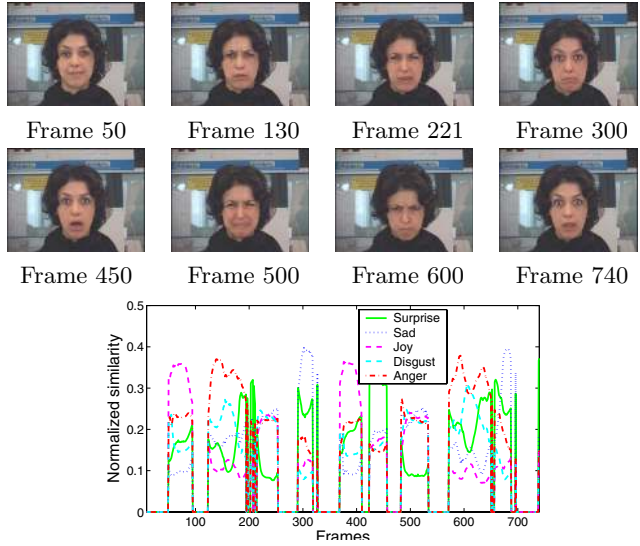 Frame 50 Frame 130 Frame 221 Frame 300
Frame 450 Frame 500 Frame 600 Frame 740
0.5
0.4
0.3
0.2
0.1
0
Normalized similarity
Surprise
Sad
Joy
Disgust
Anger
100 200 300 400 500 600 700
Frames